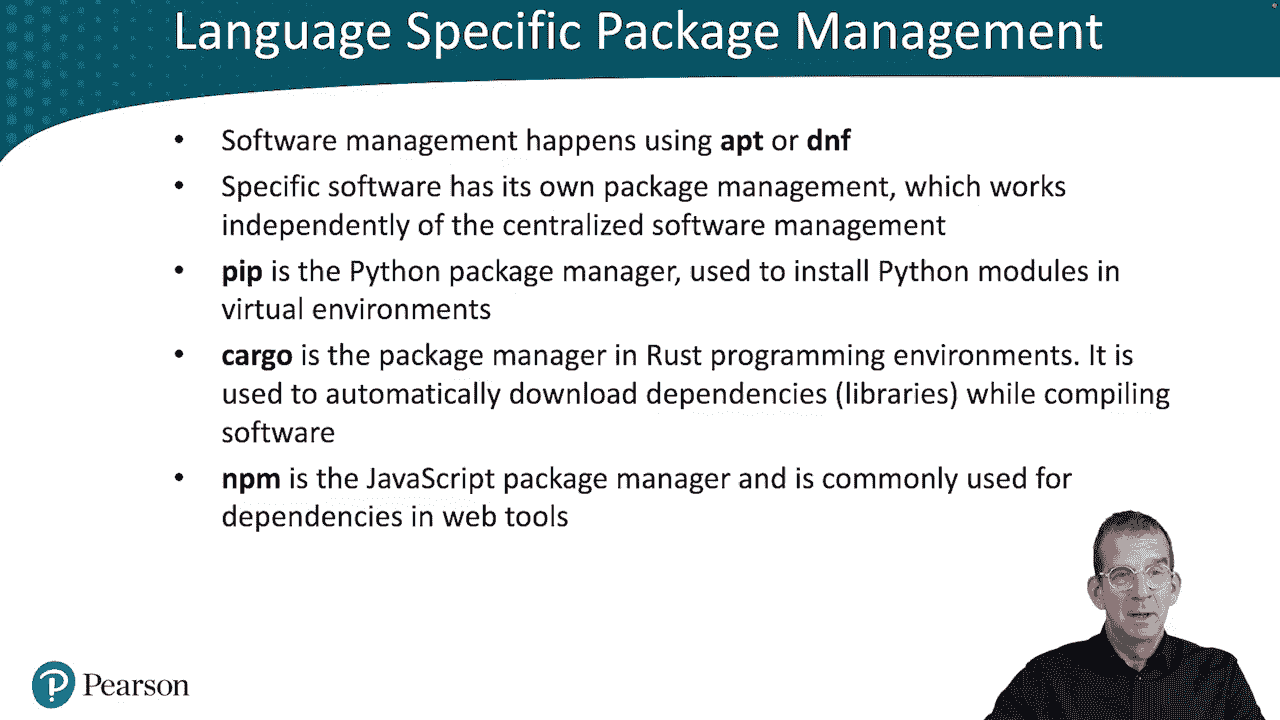 Language Specific Package Management
• Software management happens using apt or dnf
• Specific software has its own package management, which works
independently of the centralized software management
• pip is the Python package manager, used to install Python modules in
virtual environments
• cargo is the package manager in Rust programming environments. It is
used to automatically download dependencies (libraries) while compiling
software
• npm is the JavaScript package manager and is commonly used for
dependencies in web tools
Pearson